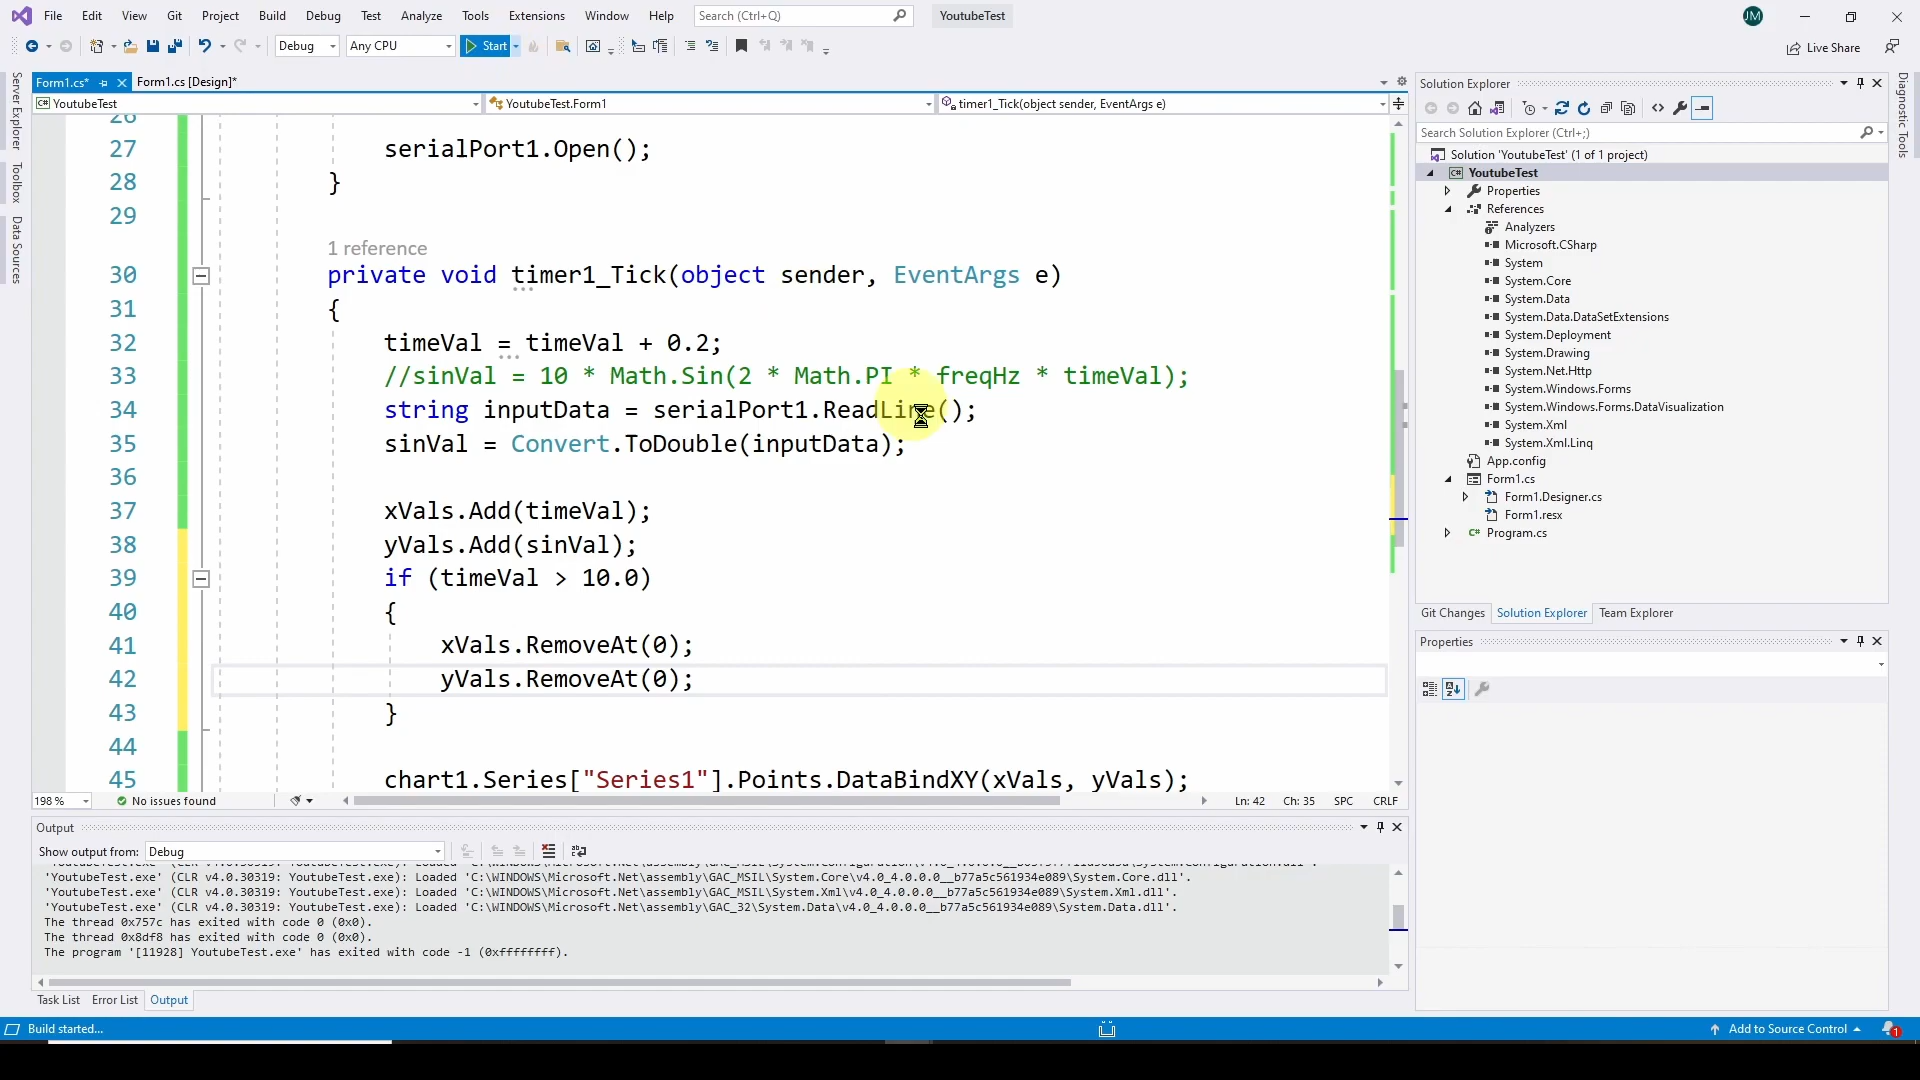 File Edit View Git Project Build Debug Test Analyze Tools Extensions Window Help Search (Ctrl+Q) YoutubeTest JM
Debug Any CPU Start Live Share
Form1.cs* Form1.cs [Design]*
YoutubeTest YoutubeTest.Form1 timer1_Tick(object sender, EventArgs e)
Server Explorer
Toolbox
Data Sources
26
27 serialPort1.Open();
28 }
29
1 reference
30 private void timer1_Tick(object sender, EventArgs e)
31 {
32 timeVal = timeVal + 0.2;
33 //sinVal = 10 * Math.Sin(2 * Math.PI * freqHz * timeVal);
34 string inputData = serialPort1.ReadLine();
35 sinVal = Convert.ToDouble(inputData);
36
37 xVals.Add(timeVal);
38 yVals.Add(sinVal);
39 if (timeVal > 10.0)
40 {
41 xVals.RemoveAt(0);
42 yVals.RemoveAt(0);
43 }
44
45 chart1.Series["Series1"].Points.DataBindXY(xVals, yVals);
198 % No issues found Ln: 42 Ch: 35 SPC CRLF
Output
Show output from: Debug
'YoutubeTest.exe' (CLR v4.0.30319: YoutubeTest.exe): Loaded 'C:\WINDOWS\Microsoft.Net\assembly\GAC_MSIL\System.Core\v4.0_4.0.0.0__b77a5c561934e089\System.Core.dll'.
'YoutubeTest.exe' (CLR v4.0.30319: YoutubeTest.exe): Loaded 'C:\WINDOWS\Microsoft.Net\assembly\GAC_MSIL\System.Xml\v4.0_4.0.0.0__b77a5c561934e089\System.Xml.dll'.
'YoutubeTest.exe' (CLR v4.0.30319: YoutubeTest.exe): Loaded 'C:\WINDOWS\Microsoft.Net\assembly\GAC_32\System.Data\v4.0_4.0.0.0__b77a5c561934e089\System.Data.dll'.
The thread 0x757c has exited with code 0 (0x0).
The thread 0x8df8 has exited with code 0 (0x0).
The program '[11928] YoutubeTest.exe' has exited with code -1 (0xffffffff).
Task List Error List Output
Build started... Add to Source Control 1
Solution Explorer
Search Solution Explorer (Ctrl+;)
Solution 'YoutubeTest' (1 of 1 project)
YoutubeTest
Properties
References
Analyzers
Microsoft.CSharp
System
System.Core
System.Data
System.Data.DataSetExtensions
System.Deployment
System.Drawing
System.Net.Http
System.Windows.Forms
System.Windows.Forms.DataVisualization
System.Xml
System.Xml.Linq
App.config
Form1.cs
Form1.Designer.cs
Form1.resx
Program.cs
Git Changes Solution Explorer Team Explorer
Properties
Diagnostic Tools